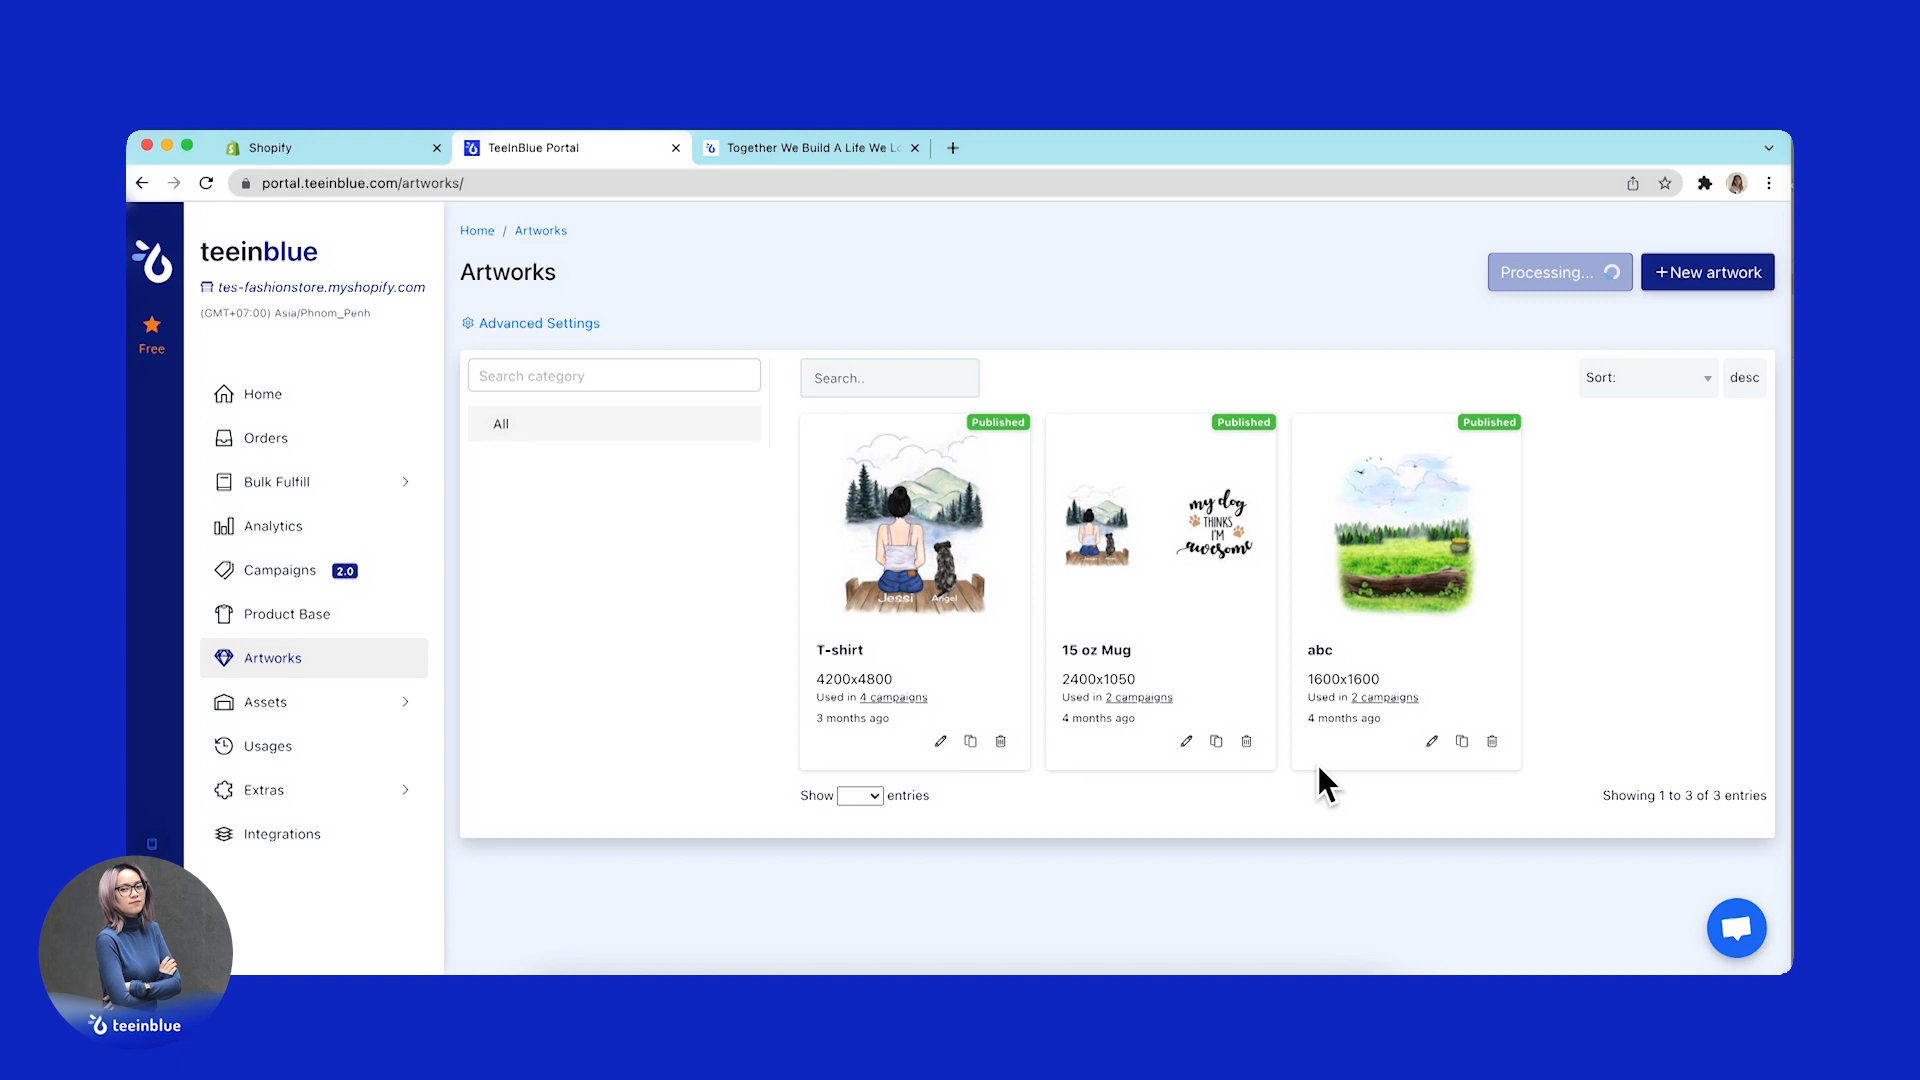 Shopify
TeeInBlue Portal
Together We Build A Life We Lo
portal.teeinblue.com/artworks/
teeinblue
tes-fashionstore.myshopify.com
(GMT+07:00) Asia/Phnom_Penh
Free
Home
Orders
Bulk Fulfill
Analytics
Campaigns 2.0
Product Base
Artworks
Assets
Usages
Extras
Integrations
Home / Artworks
Artworks
Processing...
+New artwork
Advanced Settings
Search category
All
Search..
Sort:
desc
Published
Jessi
Angel
T-shirt
4200x4800
Used in 4 campaigns
3 months ago
Published
my dog
THINKS
I'M
awesome
15 oz Mug
2400x1050
Used in 2 campaigns
4 months ago
Published
abc
1600x1600
Used in 2 campaigns
4 months ago
Show entries
Showing 1 to 3 of 3 entries
teeinblue